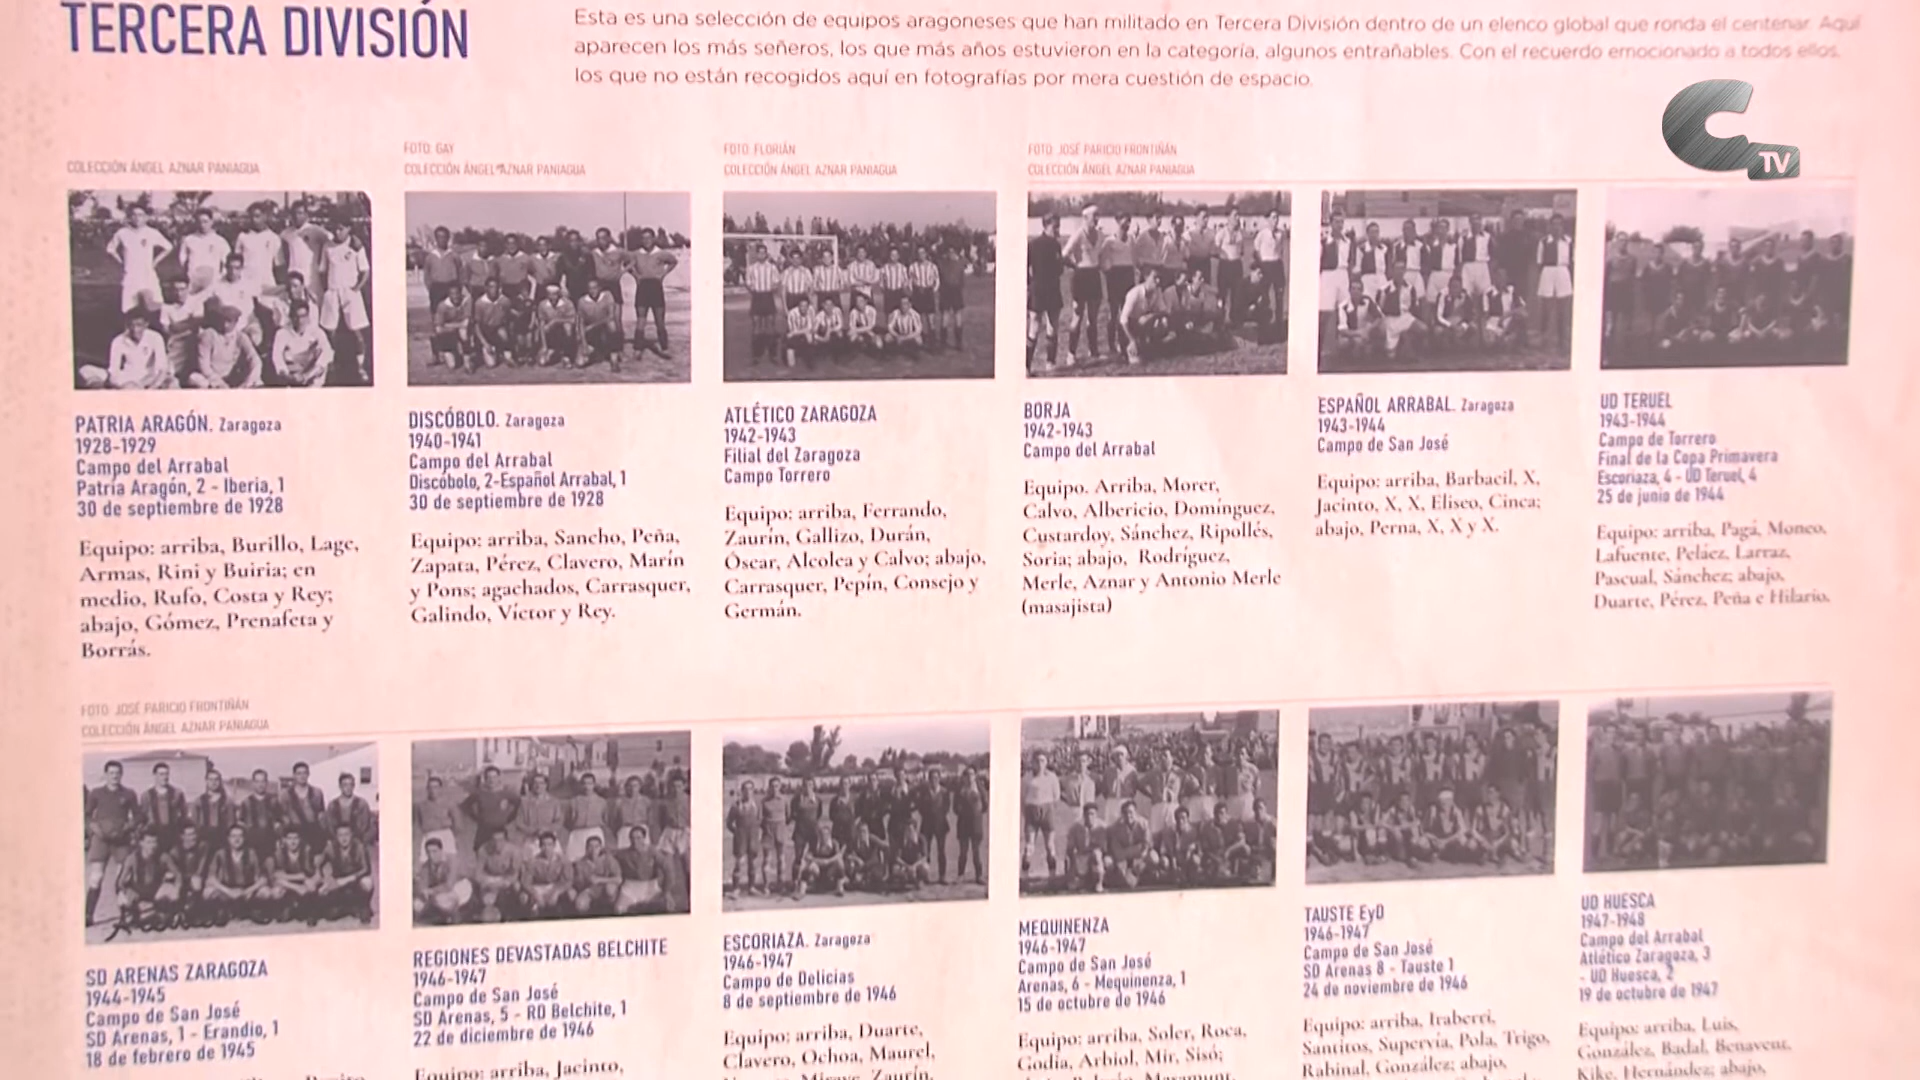 TERCERA DIVISIÓN
Esta es una selección de equipos aragoneses que han militado en Tercera División dentro de un elenco global que ronda el centenar. Aquí
aparecen los más señeros, los que más años estuvieron en la categoría, algunos entrañables. Con el recuerdo emocionado a todos ellos,
los que no están recogidos aquí en fotografías por mera cuestión de espacio.
CTV
COLECCIÓN ÁNGEL AZNAR PANIAGUA
FOTO: GAY
COLECCIÓN ÁNGEL AZNAR PANIAGUA
FOTO: FLORIÁN
COLECCIÓN ÁNGEL AZNAR PANIAGUA
FOTO: JOSÉ PARICIO FRONTIÑÁN
COLECCIÓN ÁNGEL AZNAR PANIAGUA
PATRIA ARAGÓN. Zaragoza
1928-1929
Campo del Arrabal
Patria Aragón, 2 - Iberia, 1
30 de septiembre de 1928
Equipo: arriba, Burillo, Lage,
Armas, Rini y Buiria; en
medio, Rufo, Costa y Rey;
abajo, Gómez, Prenafeta y
Borrás.
DISCÓBOLO. Zaragoza
1940-1941
Campo del Arrabal
Discóbolo, 2-Español Arrabal, 1
30 de septiembre de 1928
Equipo: arriba, Sancho, Peña,
Zapata, Pérez, Clavero, Marín
y Pons; agachados, Carrasquer,
Galindo, Víctor y Rey.
ATLÉTICO ZARAGOZA
1942-1943
Filial del Zaragoza
Campo Torrero
Equipo: arriba, Ferrando,
Zaurín, Gallizo, Durán,
Óscar, Alcolea y Calvo; abajo,
Carrasquer, Pepín, Consejo y
Germán.
BORJA
1942-1943
Campo del Arrabal
Equipo. Arriba, Morer,
Calvo, Albericio, Domínguez,
Custardoy, Sánchez, Ripollés,
Soria; abajo, Rodríguez,
Merle, Aznar y Antonio Merle
(masajista)
ESPAÑOL ARRABAL. Zaragoza
1943-1944
Campo de San José
Equipo: arriba, Barbacil, X,
Jacinto, X, X, Eliseo, Cinca;
abajo, Perna, X, X y X.
UD TERUEL
1943-1944
Campo de Torrero
Final de la Copa Primavera
Escoriaza, 4 - UD Teruel, 4
25 de junio de 1944
Equipo: arriba, Pagá, Moneo,
Lafuente, Peláez, Larraz,
Pascual, Sánchez; abajo,
Duarte, Pérez, Peña e Hilario.
FOTO: JOSÉ PARICIO FRONTIÑÁN
COLECCIÓN ÁNGEL AZNAR PANIAGUA
SD ARENAS ZARAGOZA
1944-1945
Campo de San José
SD Arenas, 1 - Erandio, 1
18 de febrero de 1945
REGIONES DEVASTADAS BELCHITE
1946-1947
Campo de San José
SD Arenas, 5 - RD Belchite, 1
22 de diciembre de 1946
Equipo: arriba, Jacinto,
ESCORIAZA. Zaragoza
1946-1947
Campo de Delicias
8 de septiembre de 1946
Equipo: arriba, Duarte,
Clavero, Ochoa, Maurel,
Zaurín,
MEQUINENZA
1946-1947
Campo de San José
Arenas, 6 - Mequinenza, 1
15 de octubre de 1946
Equipo: arriba, Soler, Roca,
Godia, Arbiol, Mir, Sisó;
TAUSTE EyD
1946-1947
Campo de San José
SD Arenas 8 - Tauste 1
24 de noviembre de 1946
Equipo: arriba, Iraberri,
Santitos, Supervía, Pola, Trigo,
Rabinal, González; abajo,
UD HUESCA
1947-1948
Campo del Arrabal
Atlético Zaragoza, 3
- UD Huesca, 2
19 de octubre de 1947
Equipo: arriba, Luis,
González, Badal, Benavent,
Kike, Hernández; abajo,